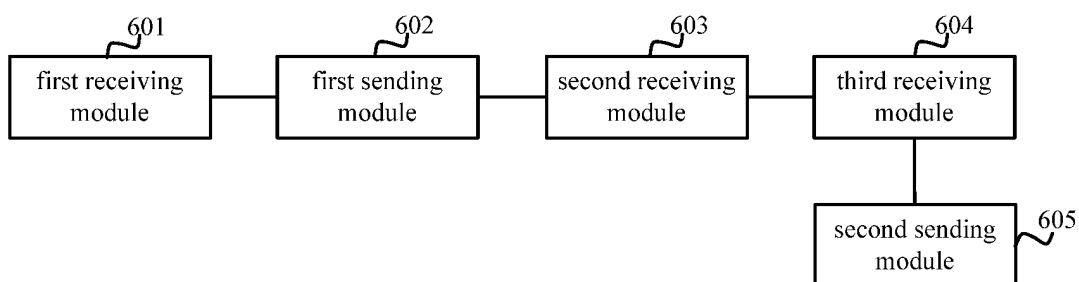 601
602
603
604
first receiving
module
first sending
module
second receiving
module
third receiving
module
second sending
module
605